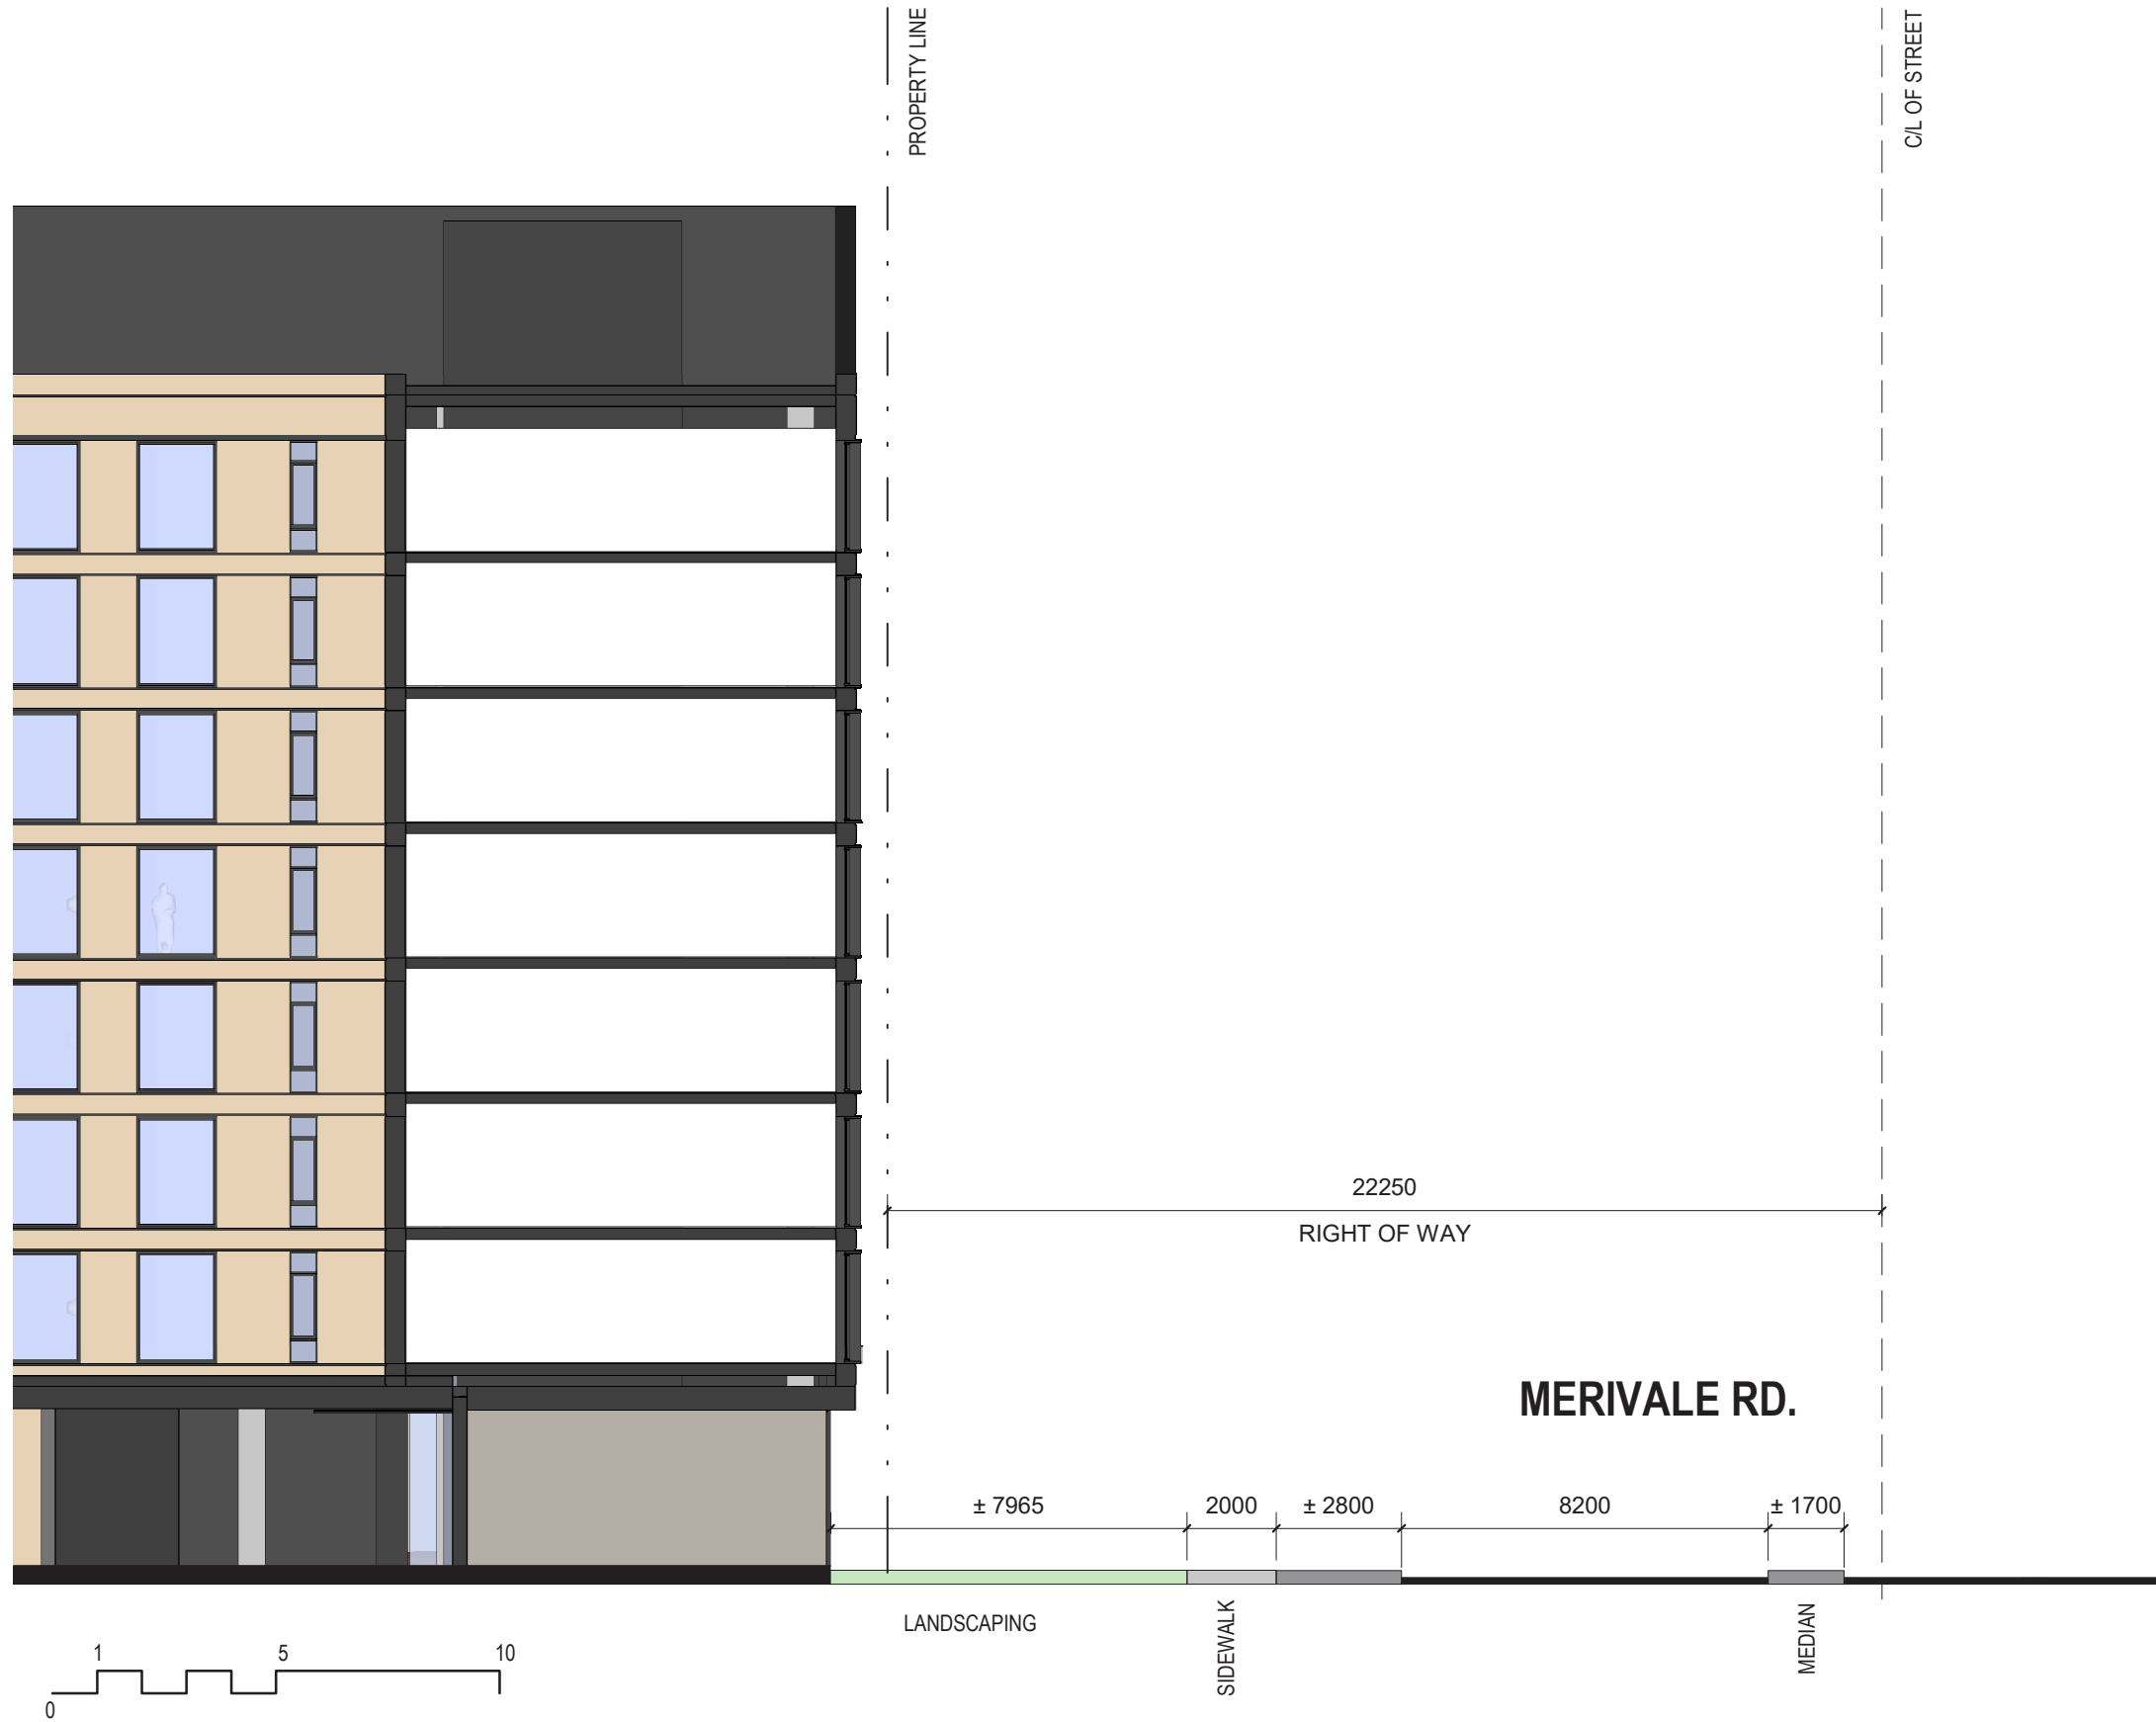 PROPERTY LINE
C/L OF STREET
22250
RIGHT OF WAY
MERIVALE RD.
± 7965
2000
± 2800
8200
± 1700
LANDSCAPING
SIDEWALK
MEDIAN
1
5
10
0